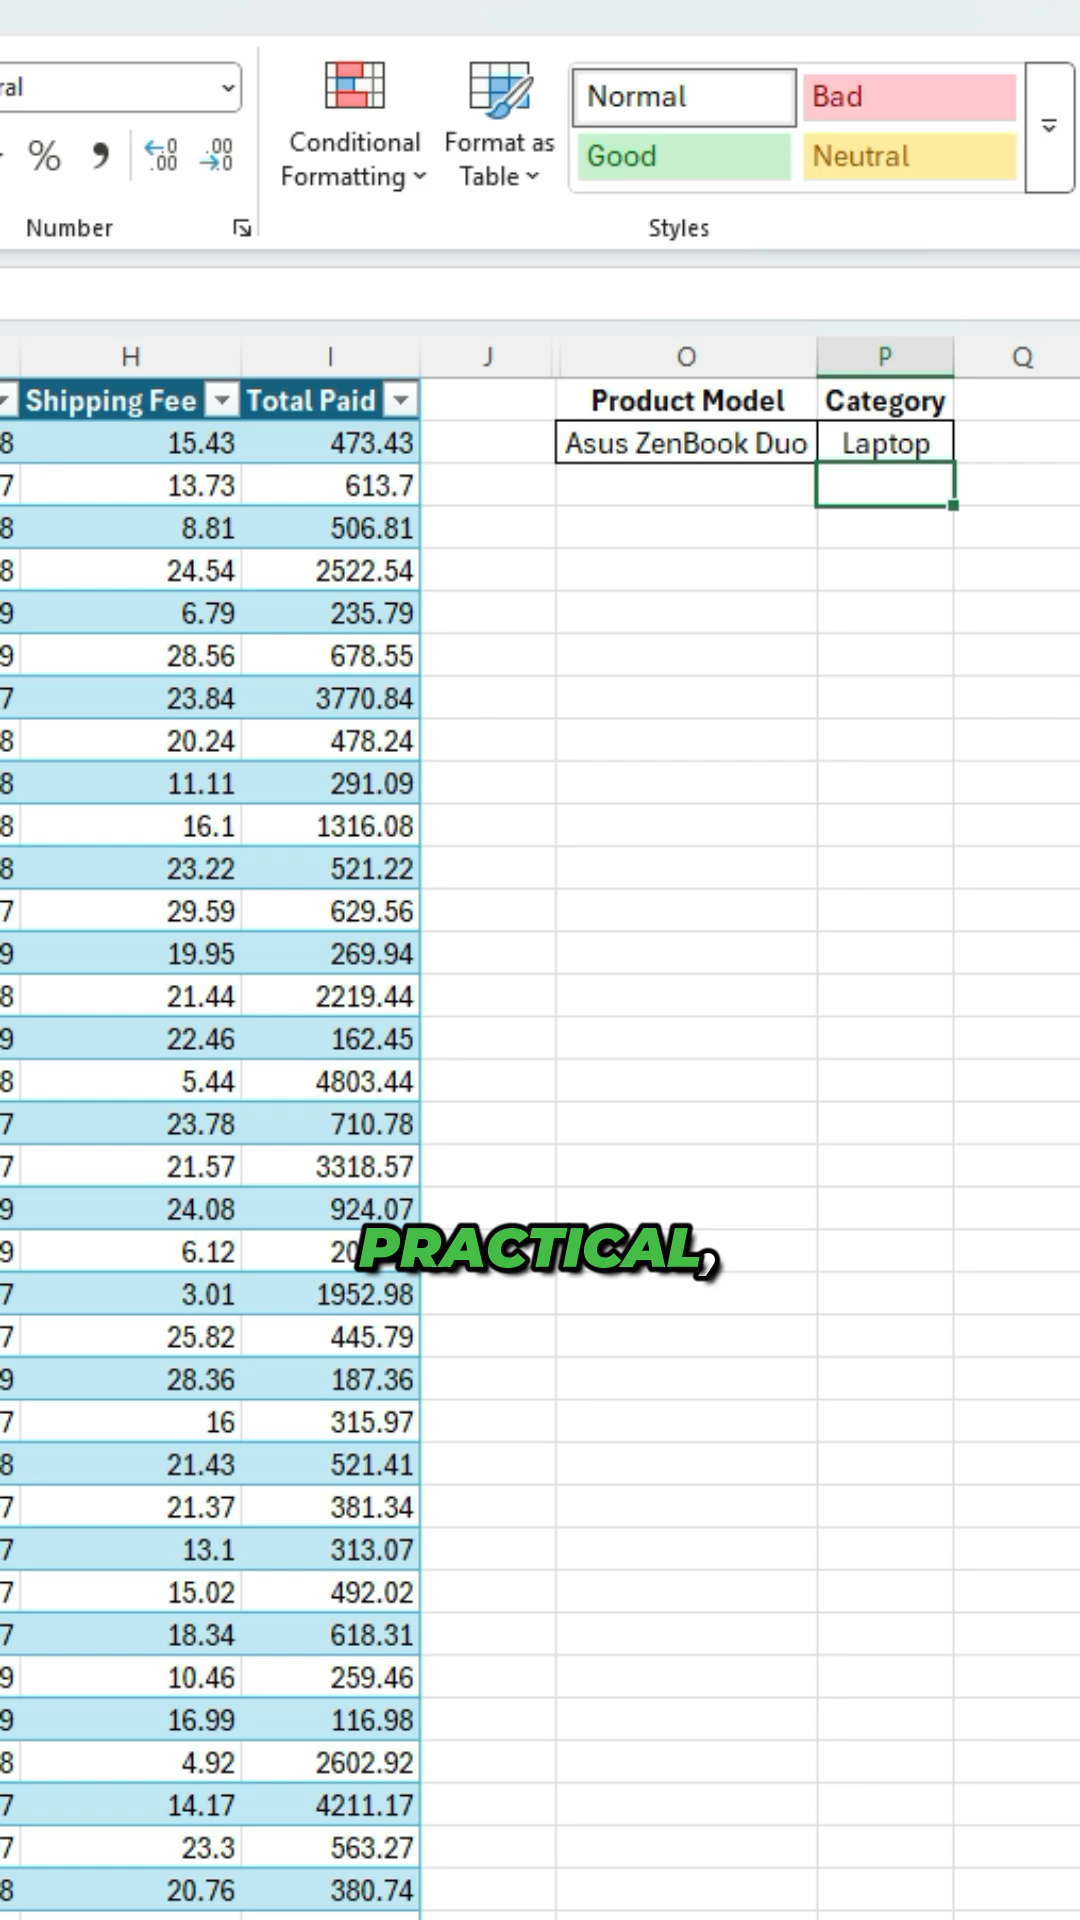 ral
Normal
Bad
% , ←0 .00 .00 →0
Conditional Formatting
Format as Table
Good
Neutral
Number
Styles
H I J O P Q
Shipping Fee Total Paid Product Model Category
8 15.43 473.43 Asus ZenBook Duo Laptop
7 13.73 613.7
8 8.81 506.81
8 24.54 2522.54
9 6.79 235.79
9 28.56 678.55
7 23.84 3770.84
8 20.24 478.24
8 11.11 291.09
8 16.1 1316.08
8 23.22 521.22
7 29.59 629.56
9 19.95 269.94
8 21.44 2219.44
9 22.46 162.45
8 5.44 4803.44
7 23.78 710.78
7 21.57 3318.57
9 24.08 924.07
9 6.12 20
PRACTICAL,
7 3.01 1952.98
7 25.82 445.79
9 28.36 187.36
7 16 315.97
8 21.43 521.41
7 21.37 381.34
7 13.1 313.07
7 15.02 492.02
7 18.34 618.31
9 10.46 259.46
9 16.99 116.98
8 4.92 2602.92
7 14.17 4211.17
7 23.3 563.27
8 20.76 380.74